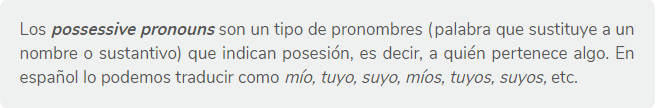 Los possessive pronouns son un tipo de pronombres (palabra que sustituye a un
nombre o sustantivo) que indican posesión, es decir, a quién pertenece algo. En
español lo podemos traducir como mío, tuyo, suyo, míos, tuyos, suyos, etc.